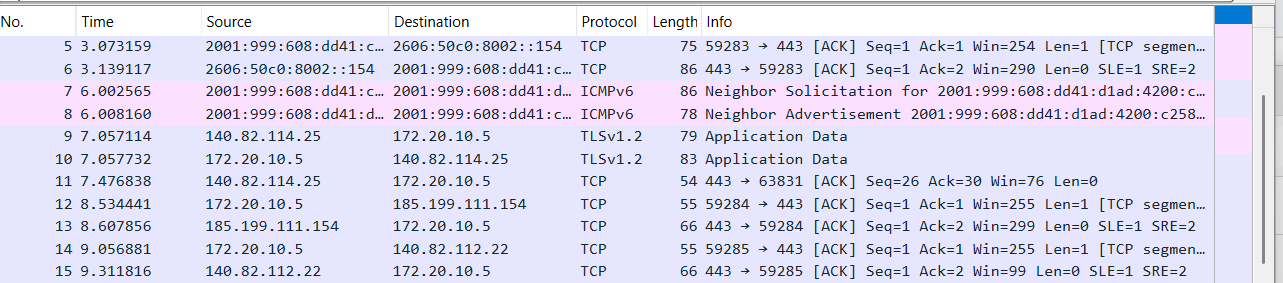 No. Time Source Destination Protocol Length Info
5 3.073159 2001:999:608:dd41:c… 2606:50c0:8002::154 TCP 75 59283 → 443 [ACK] Seq=1 Ack=1 Win=254 Len=1 [TCP segmen…
6 3.139117 2606:50c0:8002::154 2001:999:608:dd41:c… TCP 86 443 → 59283 [ACK] Seq=1 Ack=2 Win=290 Len=0 SLE=1 SRE=2
7 6.002565 2001:999:608:dd41:c… 2001:999:608:dd41:d… ICMPv6 86 Neighbor Solicitation for 2001:999:608:dd41:d1ad:4200:c…
8 6.008160 2001:999:608:dd41:d… 2001:999:608:dd41:c… ICMPv6 78 Neighbor Advertisement 2001:999:608:dd41:d1ad:4200:c258…
9 7.057114 140.82.114.25 172.20.10.5 TLSv1.2 79 Application Data
10 7.057732 172.20.10.5 140.82.114.25 TLSv1.2 83 Application Data
11 7.476838 140.82.114.25 172.20.10.5 TCP 54 443 → 63831 [ACK] Seq=26 Ack=30 Win=76 Len=0
12 8.534441 172.20.10.5 185.199.111.154 TCP 55 59284 → 443 [ACK] Seq=1 Ack=1 Win=255 Len=1 [TCP segmen…
13 8.607856 185.199.111.154 172.20.10.5 TCP 66 443 → 59284 [ACK] Seq=1 Ack=2 Win=299 Len=0 SLE=1 SRE=2
14 9.056881 172.20.10.5 140.82.112.22 TCP 55 59285 → 443 [ACK] Seq=1 Ack=1 Win=255 Len=1 [TCP segmen…
15 9.311816 140.82.112.22 172.20.10.5 TCP 66 443 → 59285 [ACK] Seq=1 Ack=2 Win=99 Len=0 SLE=1 SRE=2